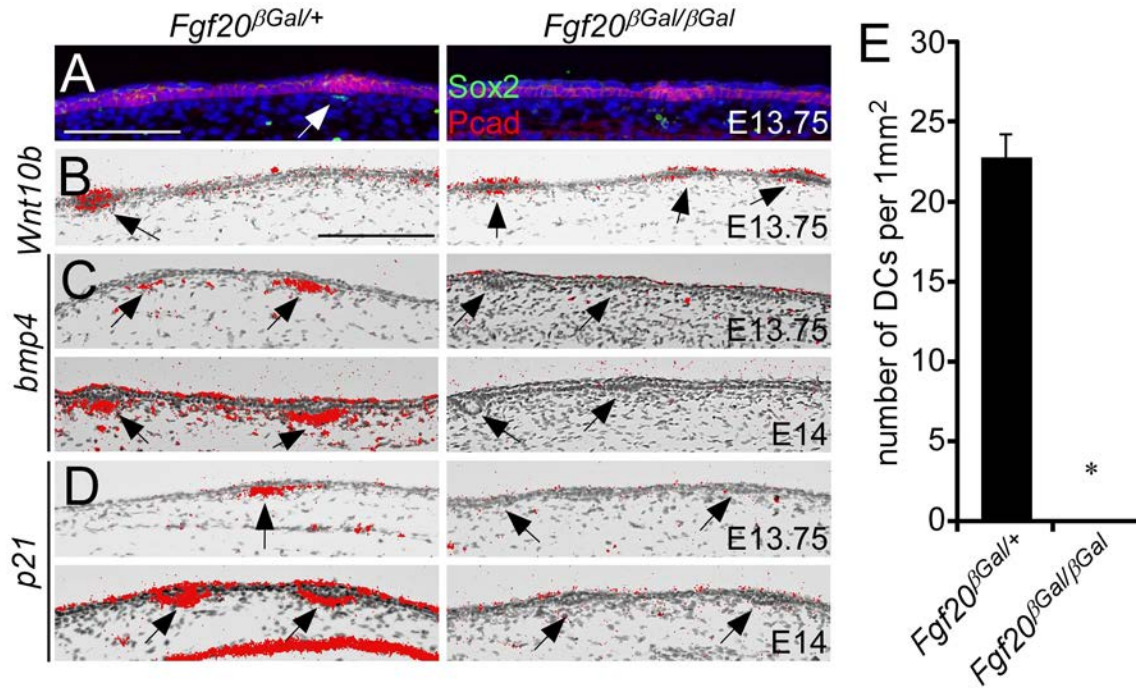 Fgf20βGal/+
Fgf20βGal/βGal
A
Sox2
Pcad
E13.75
Wnt10b
B
E13.75
bmp4
C
E13.75
E14
p21
D
E13.75
E14
E
number of DCs per 1mm2
30
25
20
15
10
5
0
*
Fgf20βGal/+
Fgf20βGal/βGal